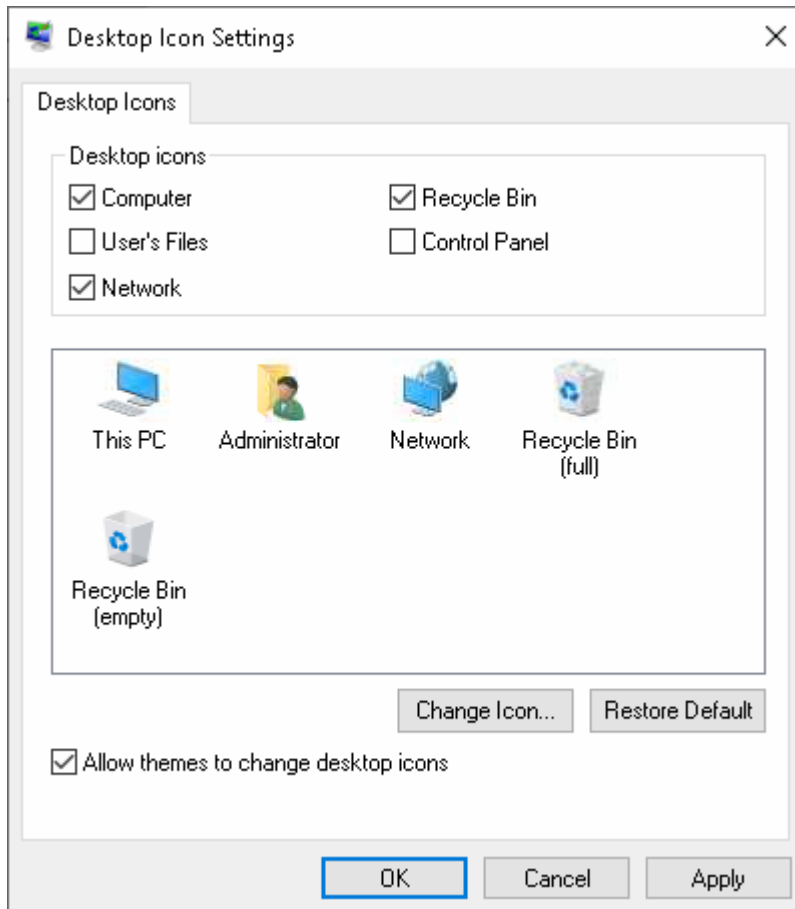 Desktop Icon Settings
Desktop Icons
Desktop icons
Computer
Recycle Bin
User's Files
Control Panel
Network
This PC
Administrator
Network
Recycle Bin
(full)
Recycle Bin
(empty)
Change Icon...
Restore Default
Allow themes to change desktop icons
OK
Cancel
Apply